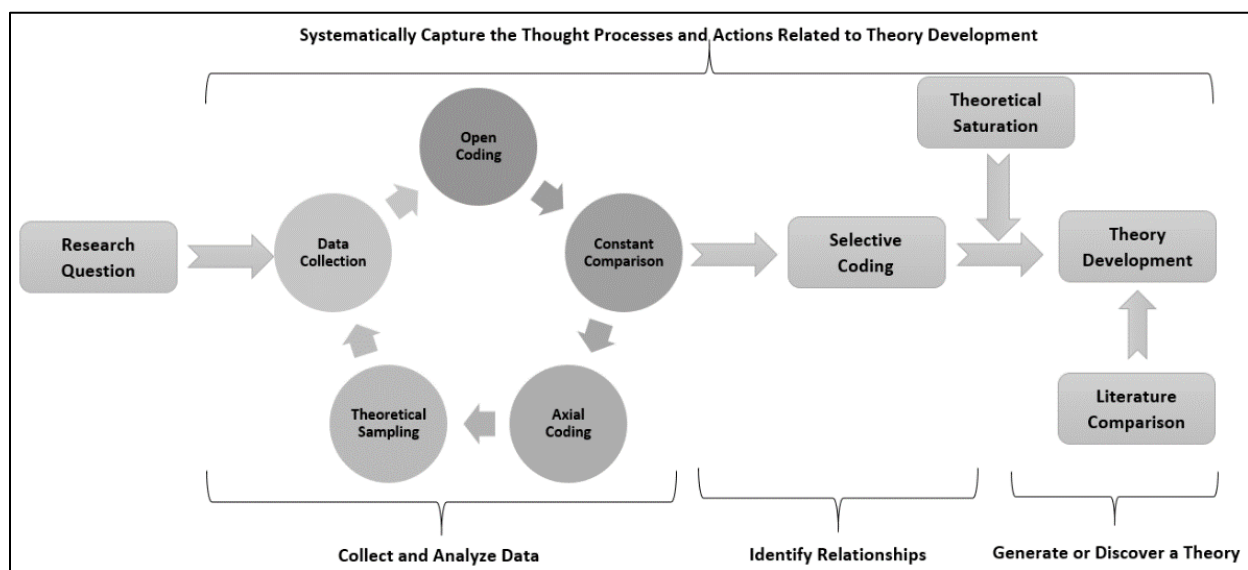 Systematically Capture the Thought Processes and Actions Related to Theory Development
Theoretical
Saturation
Open
Coding
Research
Question
Data
Collection
Constant
Comparison
Selective
Coding
Theory
Development
Theoretical
Sampling
Axial
Coding
Literature
Comparison
Collect and Analyze Data
Identify Relationships
Generate or Discover a Theory